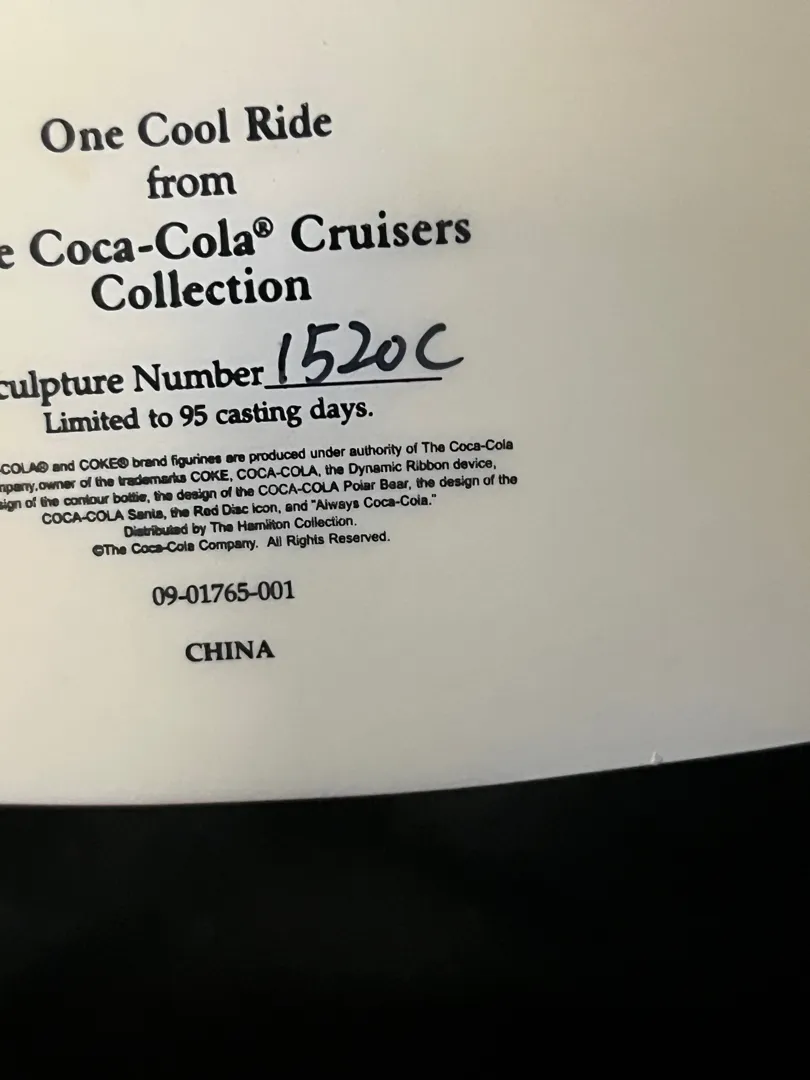 One Cool Ride
from
e Coca-Cola® Cruisers
Collection
culpture Number 1520C
Limited to 95 casting days.
-COLA® and COKE® brand figurines are produced under authority of The Coca-Cola
mpany, owner of the trademarks COKE, COCA-COLA, the Dynamic Ribbon device,
sign of the contour bottle, the design of the COCA-COLA Polar Bear, the design of the
COCA-COLA Santa, the Red Disc Icon, and "Always Coca-Cola."
Distributed by The Hamilton Collection.
©The Coca-Cola Company. All Rights Reserved.
09-01765-001
CHINA